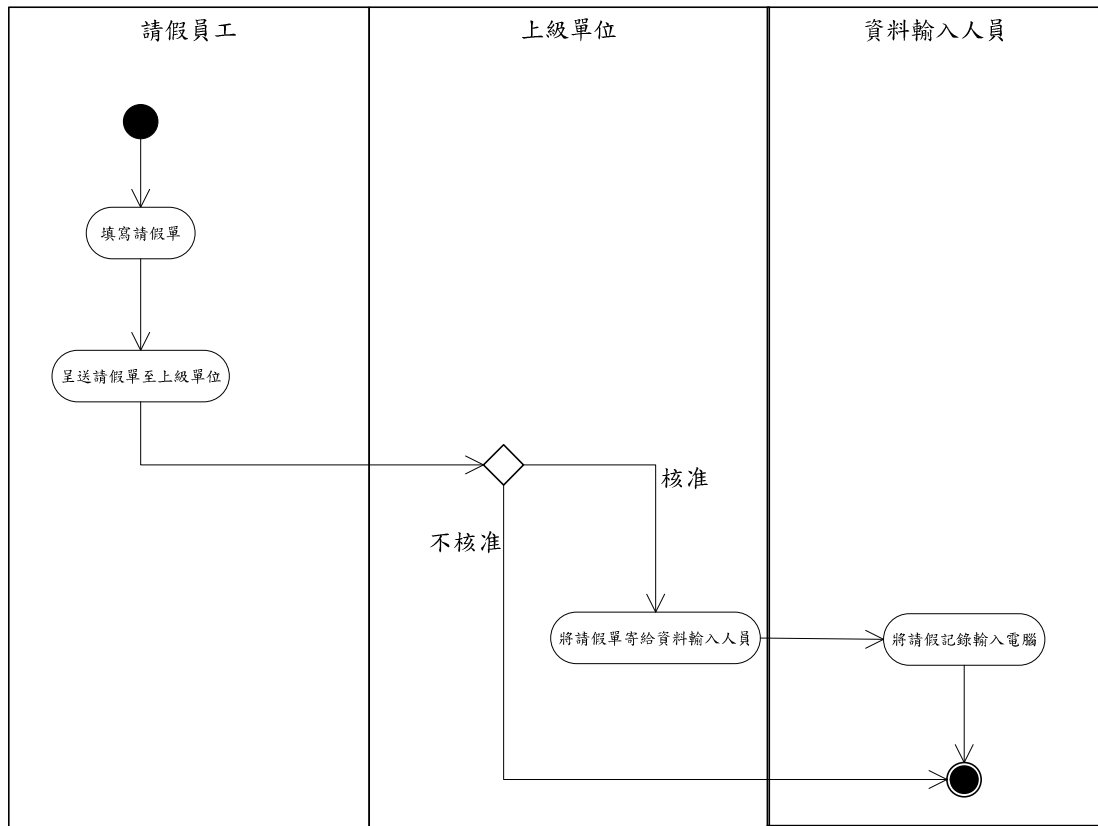 請假員工
上級單位
資料輸入人員
填寫請假單
呈送請假單至上級單位
核准
不核准
將請假單寄給資料輸入人員
將請假記錄輸入電腦